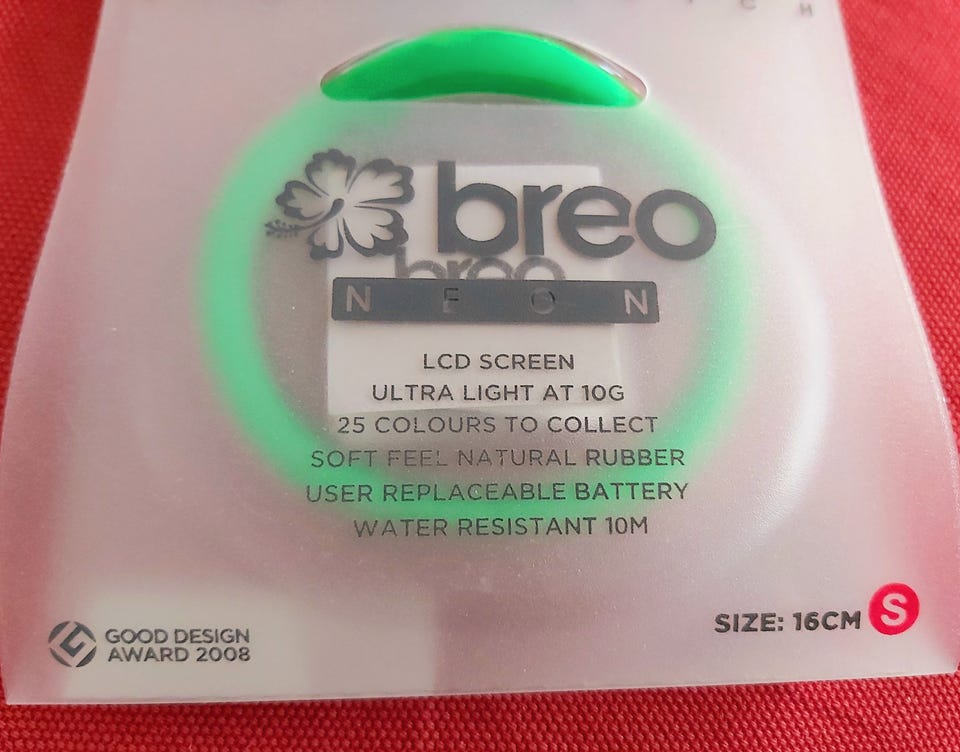 breo
breo
NEON
LCD SCREEN
ULTRA LIGHT AT 10G
25 COLOURS TO COLLECT
SOFT FEEL NATURAL RUBBER
USER REPLACEABLE BATTERY
WATER RESISTANT 10M
SIZE: 16CM S
GOOD DESIGN
AWARD 2008